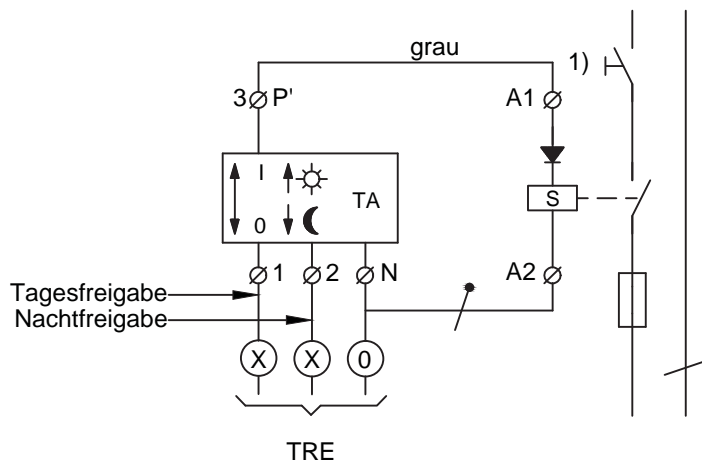 grau
1)
3 P' A1
I
TA
0
S
1 2 N A2
Tagesfreigabe
Nachtfreigabe
X X 0
TRE